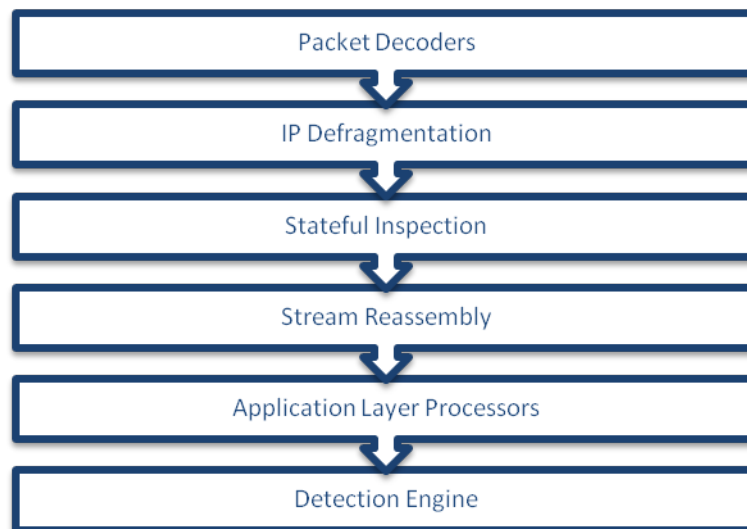 Packet Decoders
IP Defragmentation
Stateful Inspection
Stream Reassembly
Application Layer Processors
Detection Engine